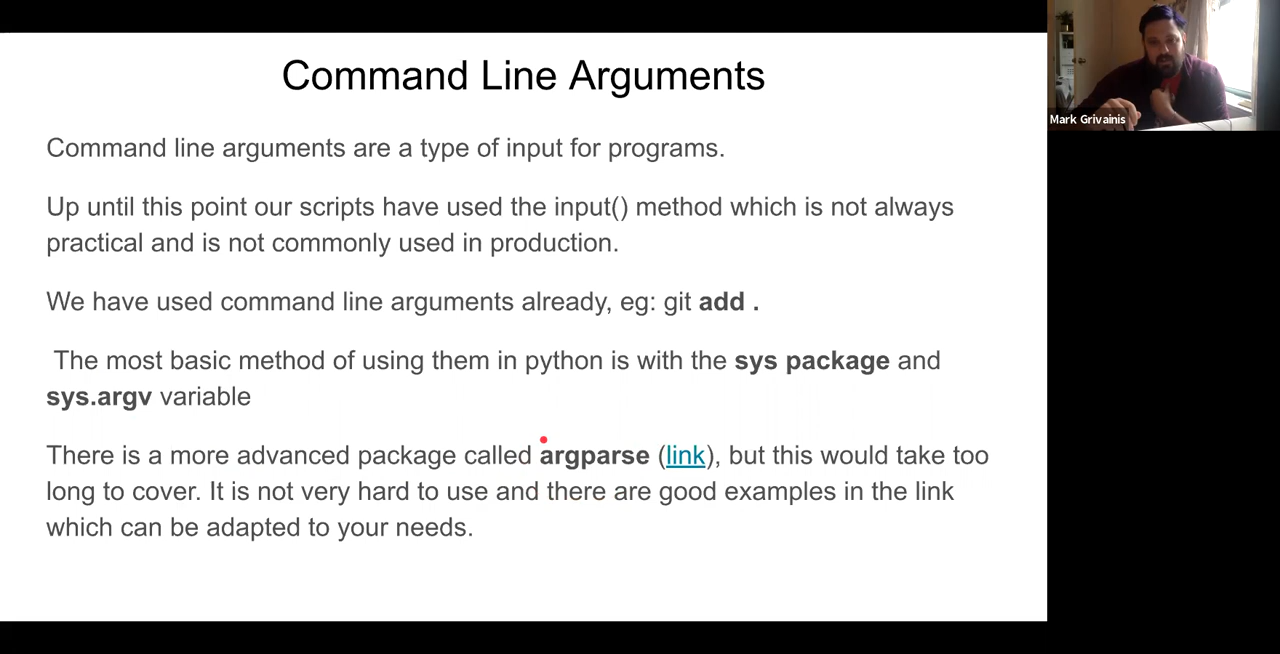 Command Line Arguments
Mark Grivainis
Command line arguments are a type of input for programs.
Up until this point our scripts have used the input() method which is not always
practical and is not commonly used in production.
We have used command line arguments already, eg: git add .
The most basic method of using them in python is with the sys package and
sys.argv variable
There is a more advanced package called argparse (link), but this would take too
long to cover. It is not very hard to use and there are good examples in the link
which can be adapted to your needs.